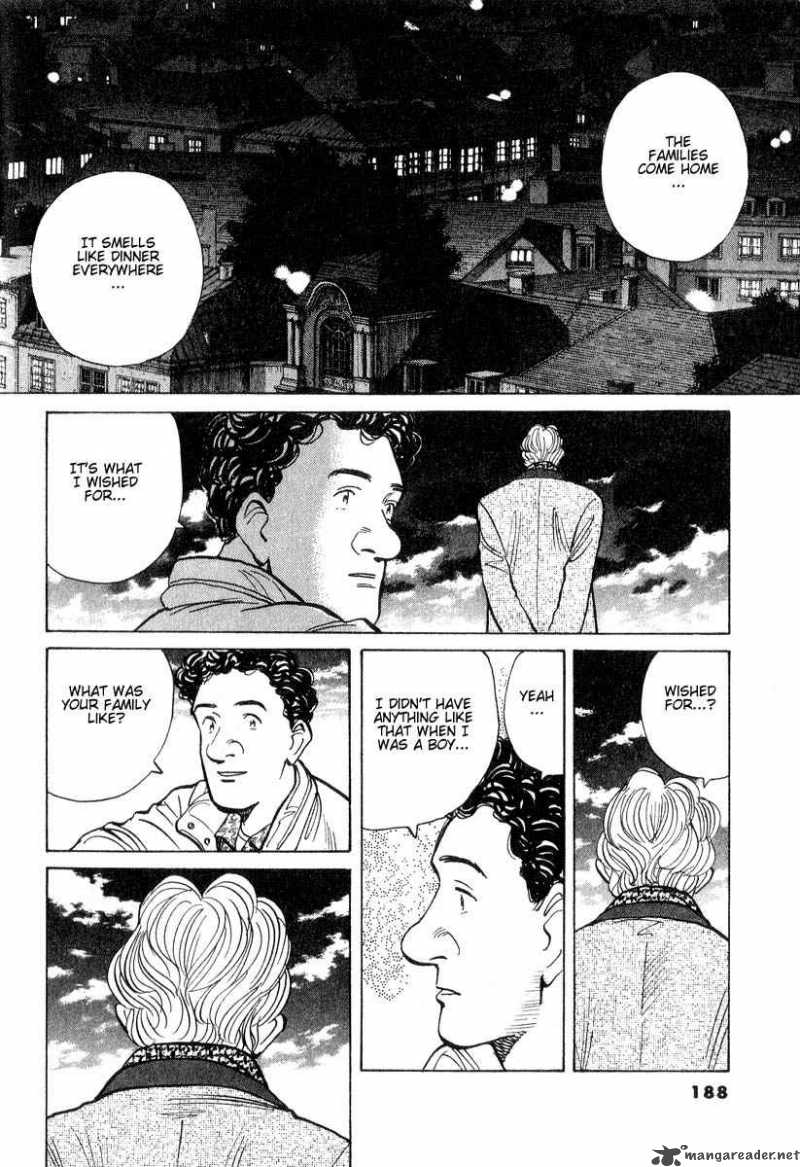 THE
FAMILIES
COME HOME
...
IT SMELLS
LIKE DINNER
EVERYWHERE
...
IT'S WHAT
I WISHED
FOR...
WISHED
FOR...?
YEAH
...
I DIDN'T HAVE
ANYTHING LIKE
THAT WHEN I
WAS A BOY...
WHAT WAS
YOUR FAMILY
LIKE?
188
mangareader.net